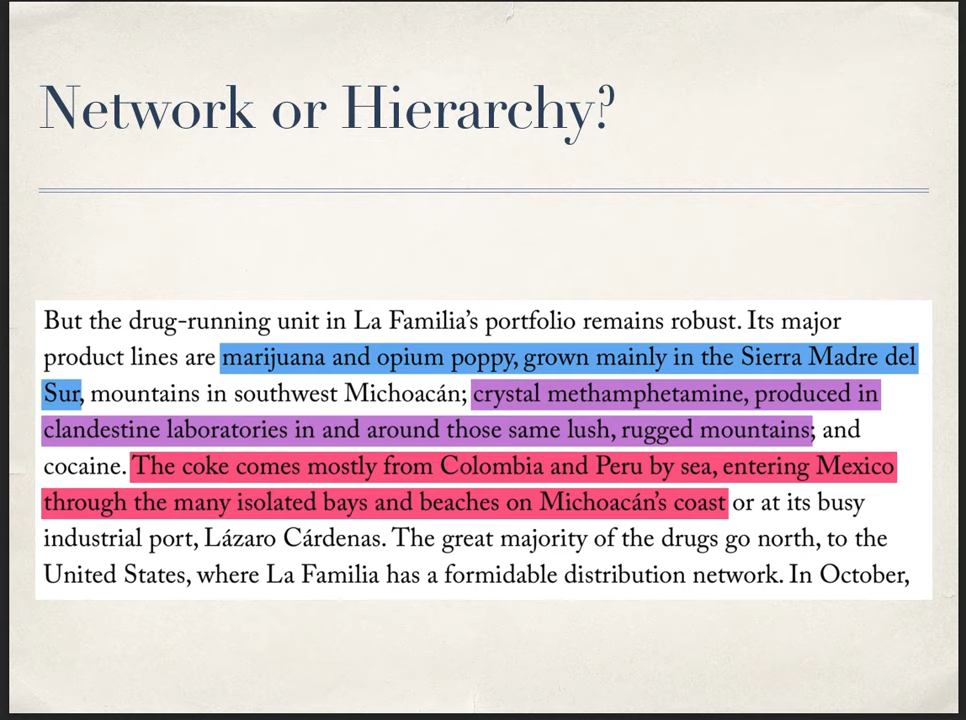 Network or Hierarchy?
But the drug-running unit in La Familia’s portfolio remains robust. Its major
product lines are marijuana and opium poppy, grown mainly in the Sierra Madre del
Sur, mountains in southwest Michoacán; crystal methamphetamine, produced in
clandestine laboratories in and around those same lush, rugged mountains; and
cocaine. The coke comes mostly from Colombia and Peru by sea, entering Mexico
through the many isolated bays and beaches on Michoacán’s coast or at its busy
industrial port, Lázaro Cárdenas. The great majority of the drugs go north, to the
United States, where La Familia has a formidable distribution network. In October,